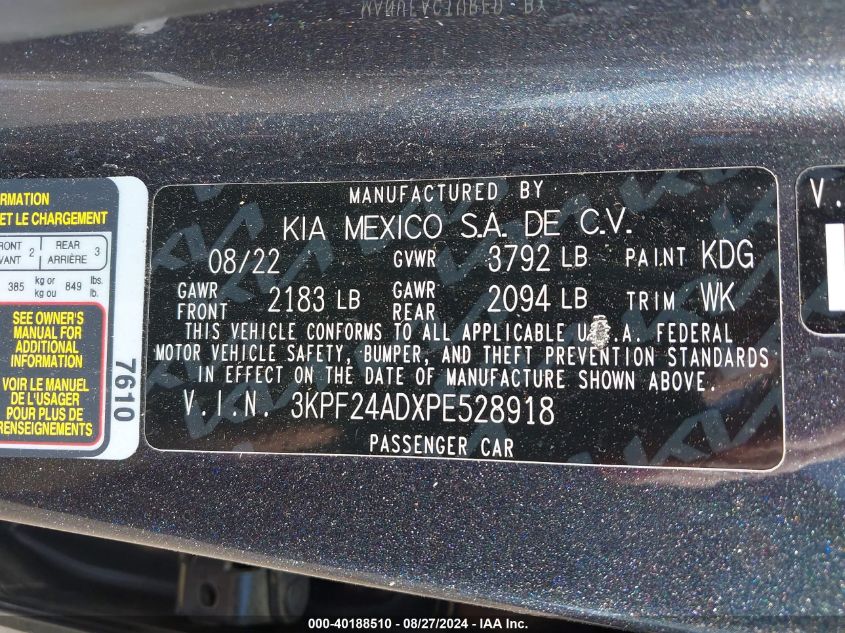 MANUFACTURED BY
ORMATION
ET LE CHARGEMENT
RONT 2 REAR 3
VANT ARRIÈRE
385 kg or 849 lbs.
kg ou lb.
SEE OWNER'S
MANUAL FOR
ADDITIONAL
INFORMATION
VOIR LE MANUEL
DE L'USAGER
POUR PLUS DE
RENSEIGNEMENTS
7610
MANUFACTURED BY
KIA MEXICO S.A. DE C.V.
08/22 GVWR 3792 LB PAINT KDG
GAWR FRONT 2183 LB GAWR REAR 2094 LB TRIM WK
THIS VEHICLE CONFORMS TO ALL APPLICABLE U.S.A. FEDERAL
MOTOR VEHICLE SAFETY, BUMPER, AND THEFT PREVENTION STANDARDS
IN EFFECT ON THE DATE OF MANUFACTURE SHOWN ABOVE.
V.I.N. 3KPF24ADXPE528918
PASSENGER CAR
V.
000-40188510 - 08/27/2024 - IAA Inc.